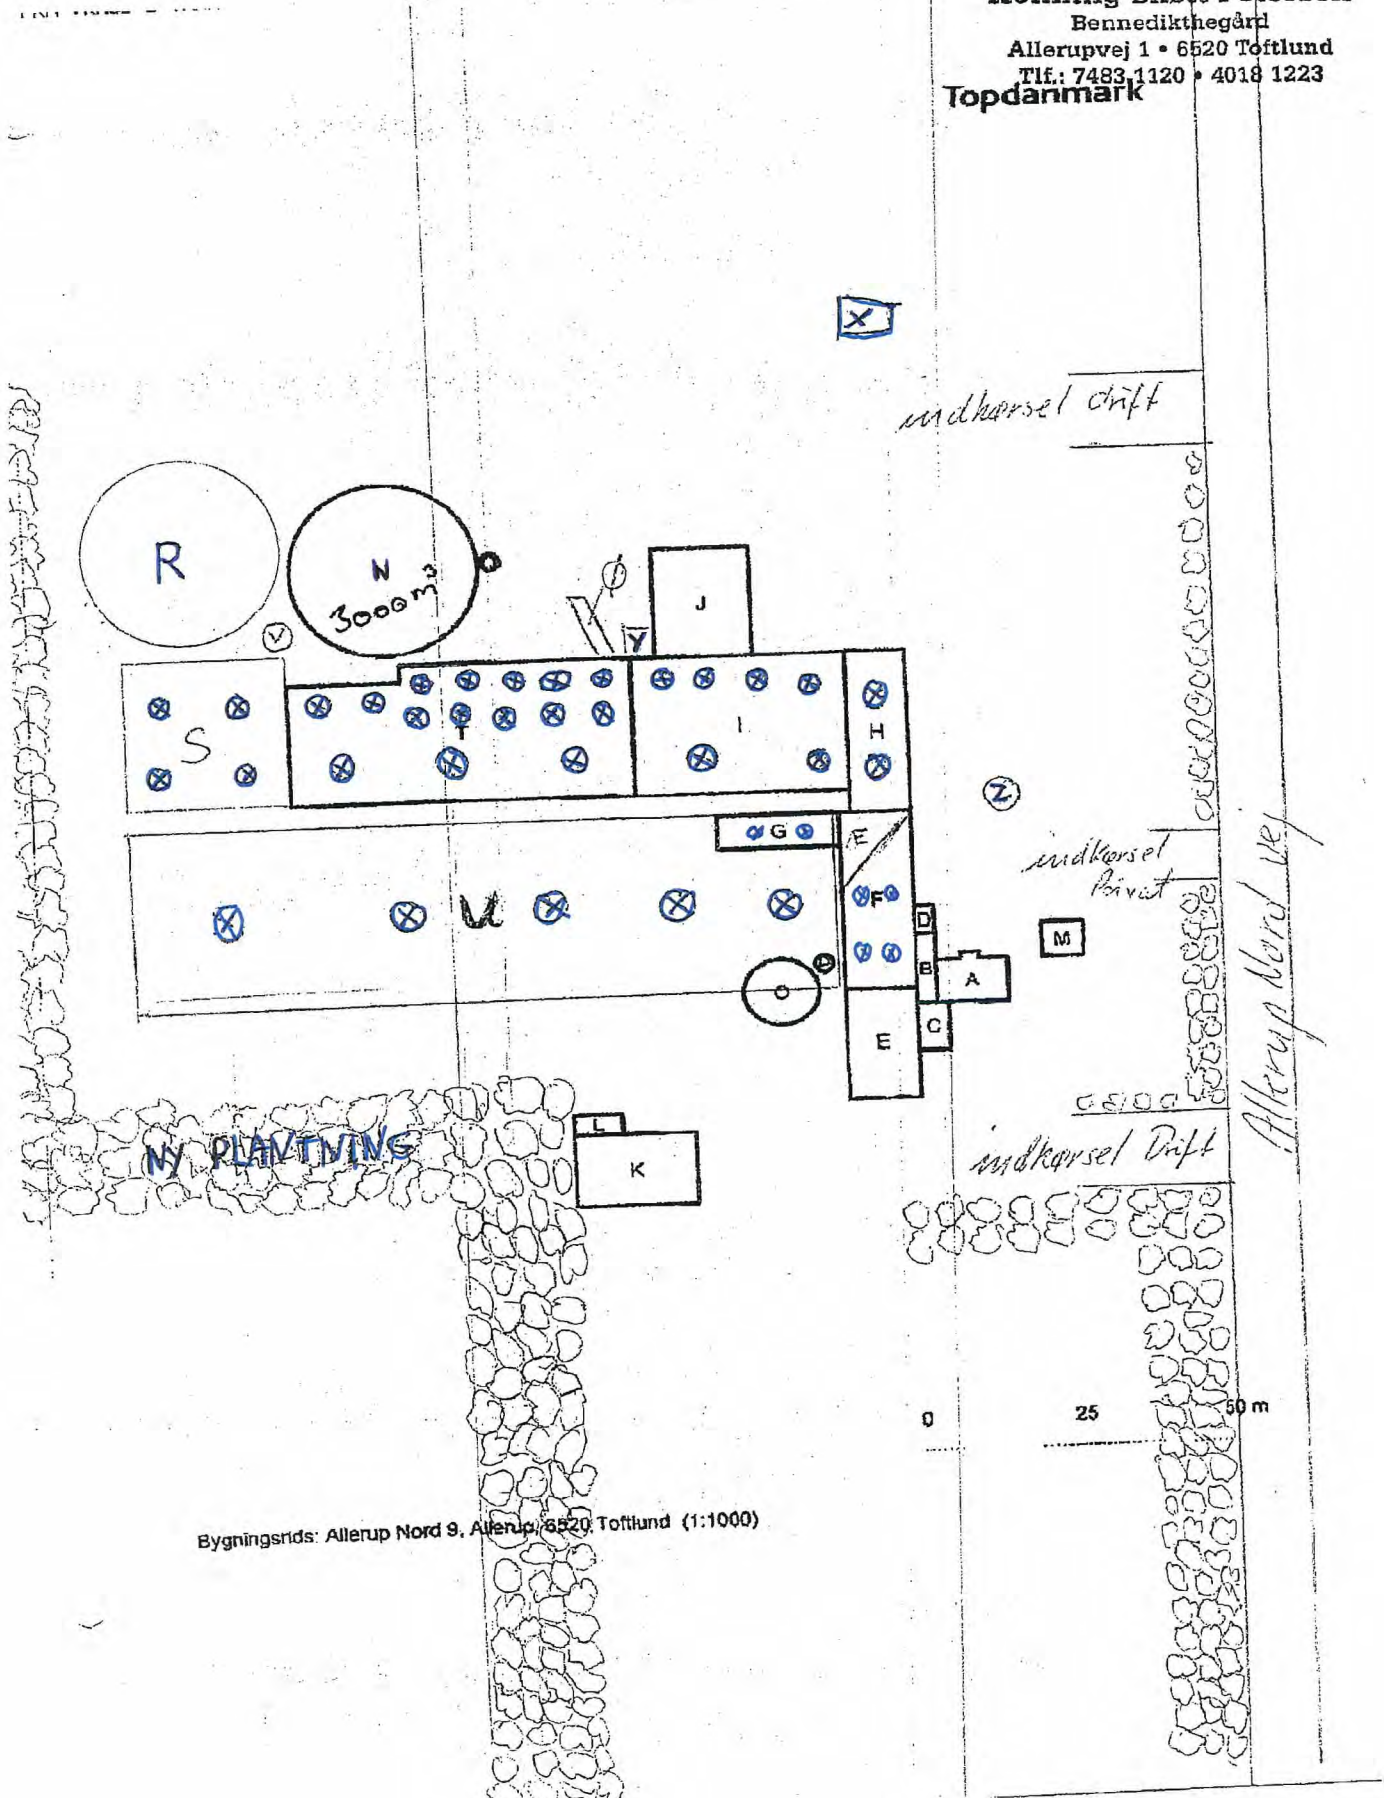 Bennedikthegård
Allerupvej 1 • 6520 Toftlund
Tlf.: 7483 1120 • 4018 1223
Topdanmark
X
indkørsel drift
R
N
3000 m³
Ø
J
V
Y
S
T
I
H
Z
G
Æ
indkørsel
Privat
U
F
D
M
B
A
O
C
E
Allerup Nord Vej
L
K
NY PLANTNING
indkørsel Drift
0 25 50 m
Bygningsrids: Allerup Nord 9, Allerup, 6520 Toftlund (1:1000)